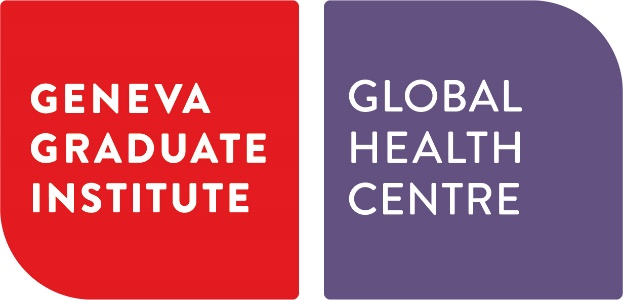 GENEVA
GRADUATE
INSTITUTE
GLOBAL
HEALTH
CENTRE